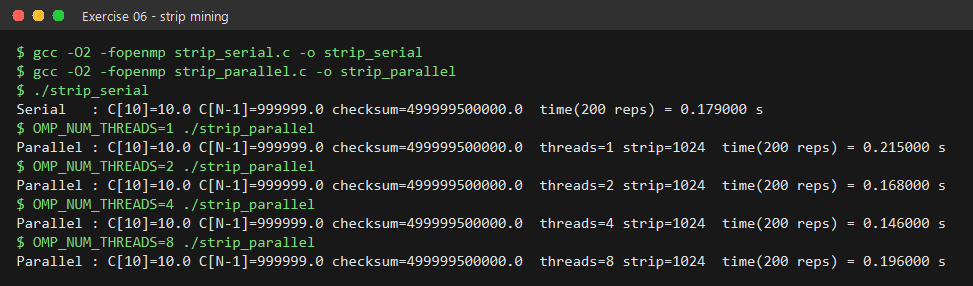 Exercise 06 - strip mining
$ gcc -O2 -fopenmp strip_serial.c -o strip_serial
$ gcc -O2 -fopenmp strip_parallel.c -o strip_parallel
$ ./strip_serial
Serial   : C[10]=10.0 C[N-1]=999999.0 checksum=499999500000.0  time(200 reps) = 0.179000 s
$ OMP_NUM_THREADS=1 ./strip_parallel
Parallel : C[10]=10.0 C[N-1]=999999.0 checksum=499999500000.0  threads=1 strip=1024  time(200 reps) = 0.215000 s
$ OMP_NUM_THREADS=2 ./strip_parallel
Parallel : C[10]=10.0 C[N-1]=999999.0 checksum=499999500000.0  threads=2 strip=1024  time(200 reps) = 0.168000 s
$ OMP_NUM_THREADS=4 ./strip_parallel
Parallel : C[10]=10.0 C[N-1]=999999.0 checksum=499999500000.0  threads=4 strip=1024  time(200 reps) = 0.146000 s
$ OMP_NUM_THREADS=8 ./strip_parallel
Parallel : C[10]=10.0 C[N-1]=999999.0 checksum=499999500000.0  threads=8 strip=1024  time(200 reps) = 0.196000 s